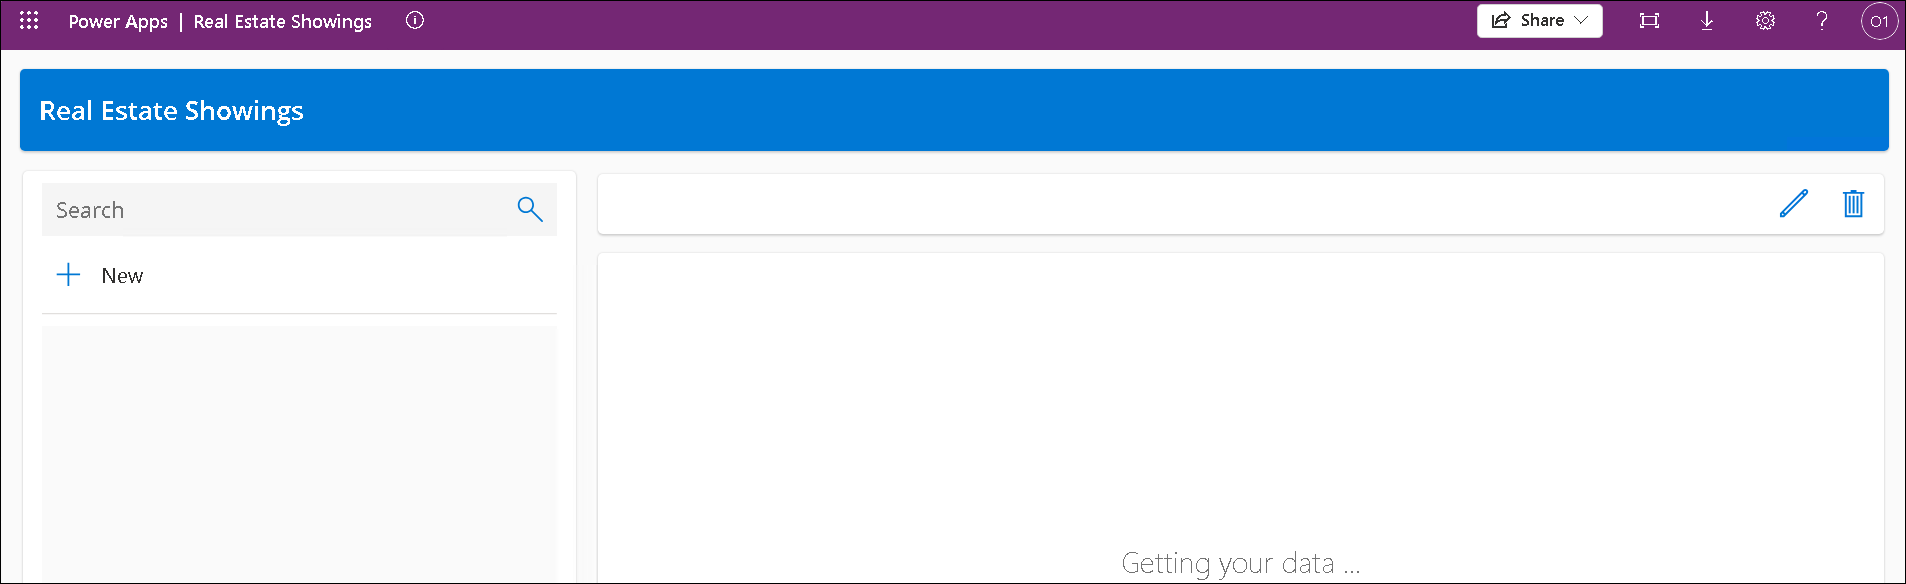 Power Apps | Real Estate Showings
Share
?
O1
Real Estate Showings
Search
New
Getting your data ...